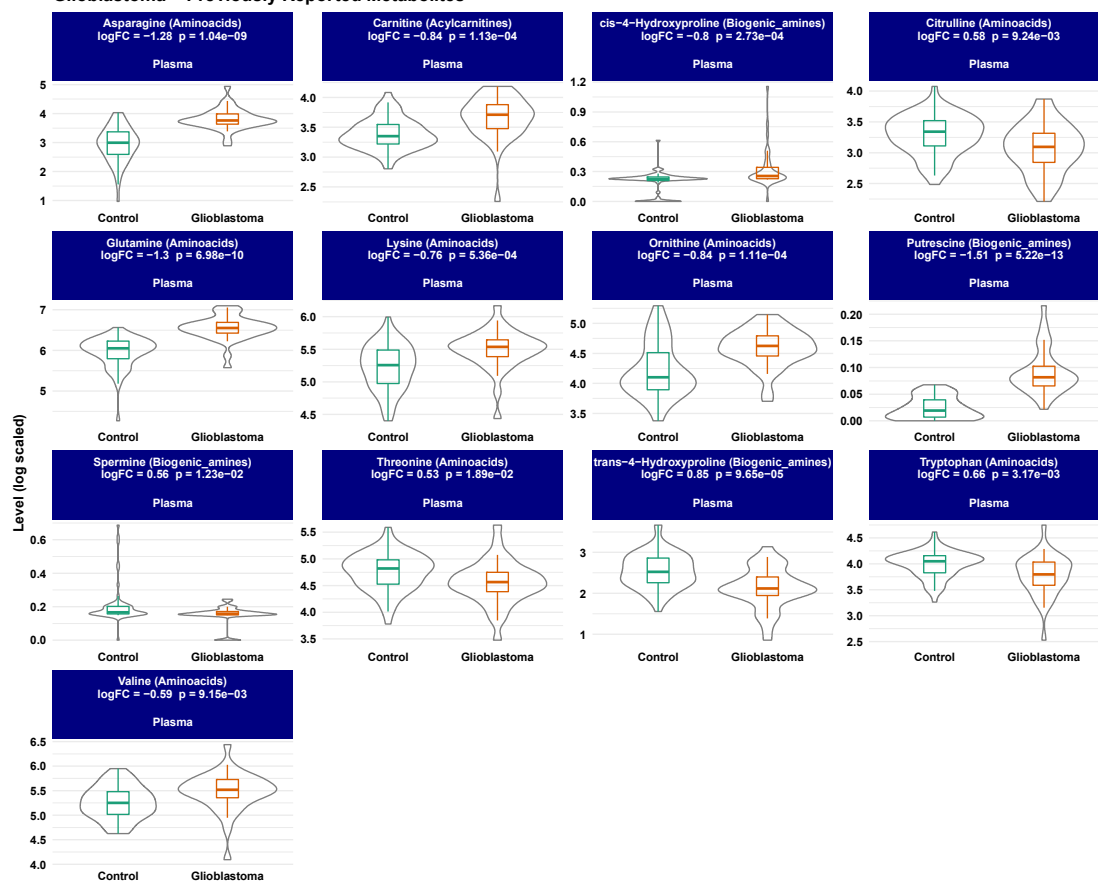 Asparagine (Aminoacids)
logFC = −1.28 p = 1.04e−09
Plasma
5
4
3
2
1
Control Glioblastoma
Carnitine (Acylcarnitines)
logFC = −0.84 p = 1.13e−04
Plasma
4.0
3.5
3.0
2.5
Control Glioblastoma
cis−4−Hydroxyproline (Biogenic_amines)
logFC = −0.8 p = 2.73e−04
Plasma
1.2
0.9
0.6
0.3
0.0
Control Glioblastoma
Citrulline (Aminoacids)
logFC = 0.58 p = 9.24e−03
Plasma
4.0
3.5
3.0
2.5
Control Glioblastoma
Glutamine (Aminoacids)
logFC = −1.3 p = 6.98e−10
Plasma
7
6
5
Control Glioblastoma
Lysine (Aminoacids)
logFC = −0.76 p = 5.36e−04
Plasma
6.0
5.5
5.0
4.5
Control Glioblastoma
Ornithine (Aminoacids)
logFC = −0.84 p = 1.11e−04
Plasma
5.0
4.5
4.0
3.5
Control Glioblastoma
Putrescine (Biogenic_amines)
logFC = −1.51 p = 5.22e−13
Plasma
0.20
0.15
0.10
0.05
0.00
Control Glioblastoma
Level (log scaled)
Spermine (Biogenic_amines)
logFC = 0.56 p = 1.23e−02
Plasma
0.6
0.4
0.2
0.0
Control Glioblastoma
Threonine (Aminoacids)
logFC = 0.53 p = 1.89e−02
Plasma
5.5
5.0
4.5
4.0
3.5
Control Glioblastoma
trans−4−Hydroxyproline (Biogenic_amines)
logFC = 0.85 p = 9.65e−05
Plasma
3
2
1
Control Glioblastoma
Tryptophan (Aminoacids)
logFC = 0.66 p = 3.17e−03
Plasma
4.5
4.0
3.5
3.0
2.5
Control Glioblastoma
Valine (Aminoacids)
logFC = −0.59 p = 9.15e−03
Plasma
6.5
6.0
5.5
5.0
4.5
4.0
Control Glioblastoma